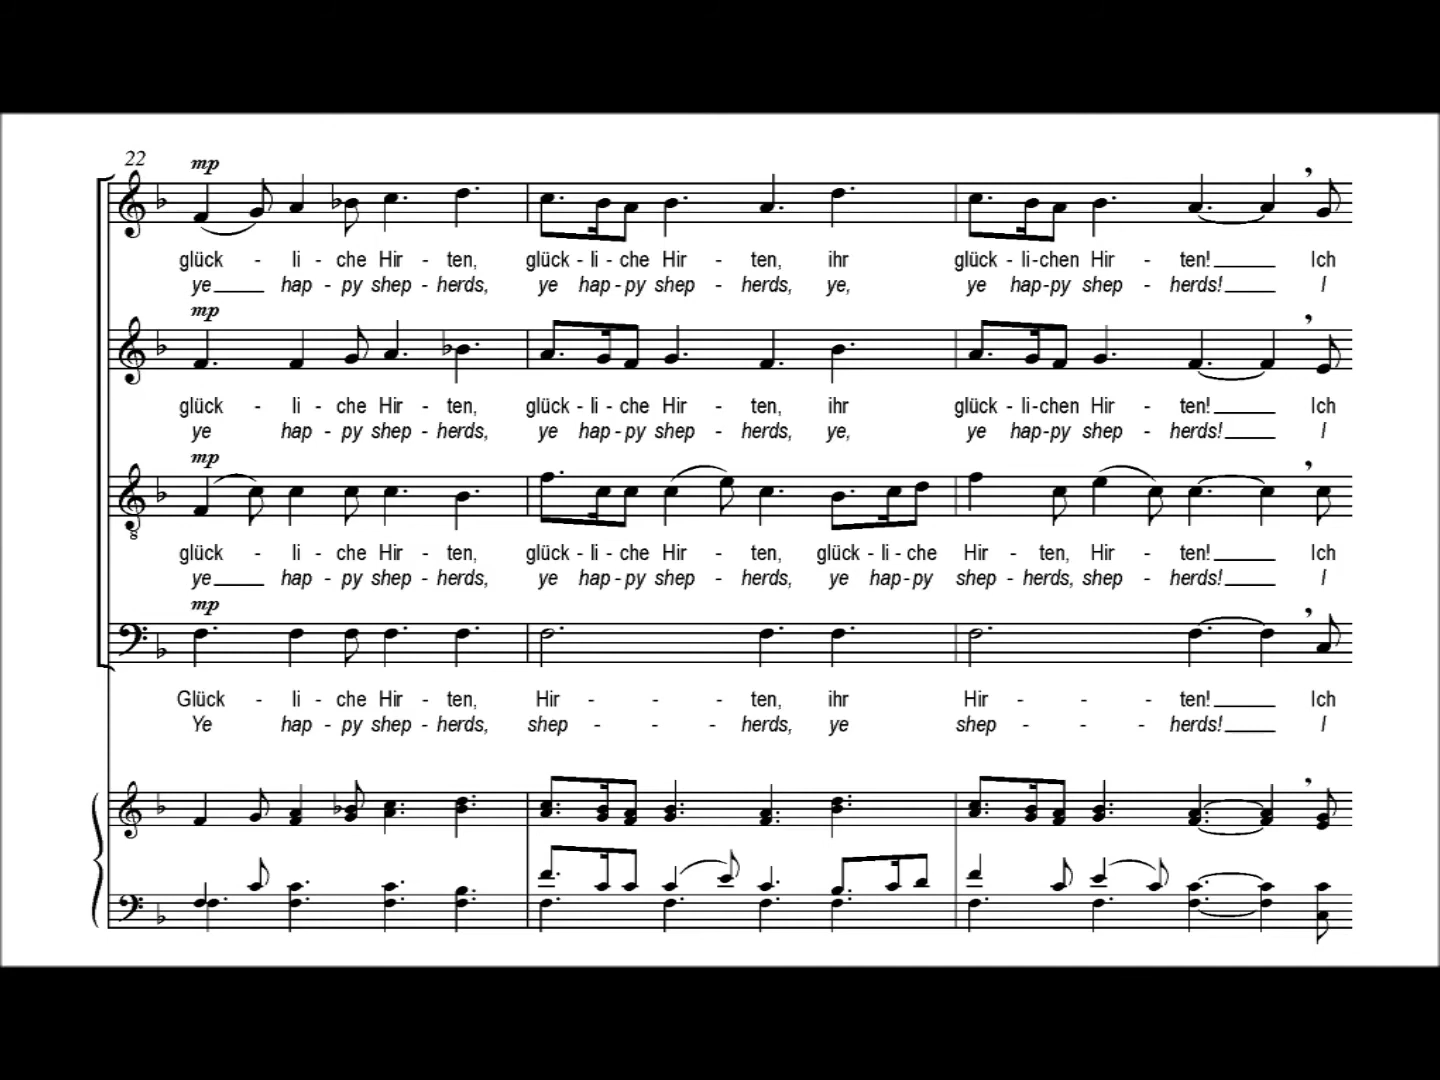 22
mp
glück - li - che Hir - ten, glück - li - che Hir - ten, ihr glück - li - chen Hir - ten! Ich
ye hap - py shep - herds, ye hap - py shep - herds, ye, ye hap - py shep - herds! I
mp
glück - li - che Hir - ten, glück - li - che Hir - ten, ihr glück - li - chen Hir - ten! Ich
ye hap - py shep - herds, ye hap - py shep - herds, ye, ye hap - py shep - herds! I
mp
8
glück - li - che Hir - ten, glück - li - che Hir - ten, glück - li - che Hir - ten, Hir - ten! Ich
ye hap - py shep - herds, ye hap - py shep - herds, ye hap - py shep - herds, shep - herds! I
mp
Glück - li - che Hir - ten, Hir - - - ten, ihr Hir - - - ten! Ich
Ye hap - py shep - herds, shep - - - herds, ye shep - - - herds! I